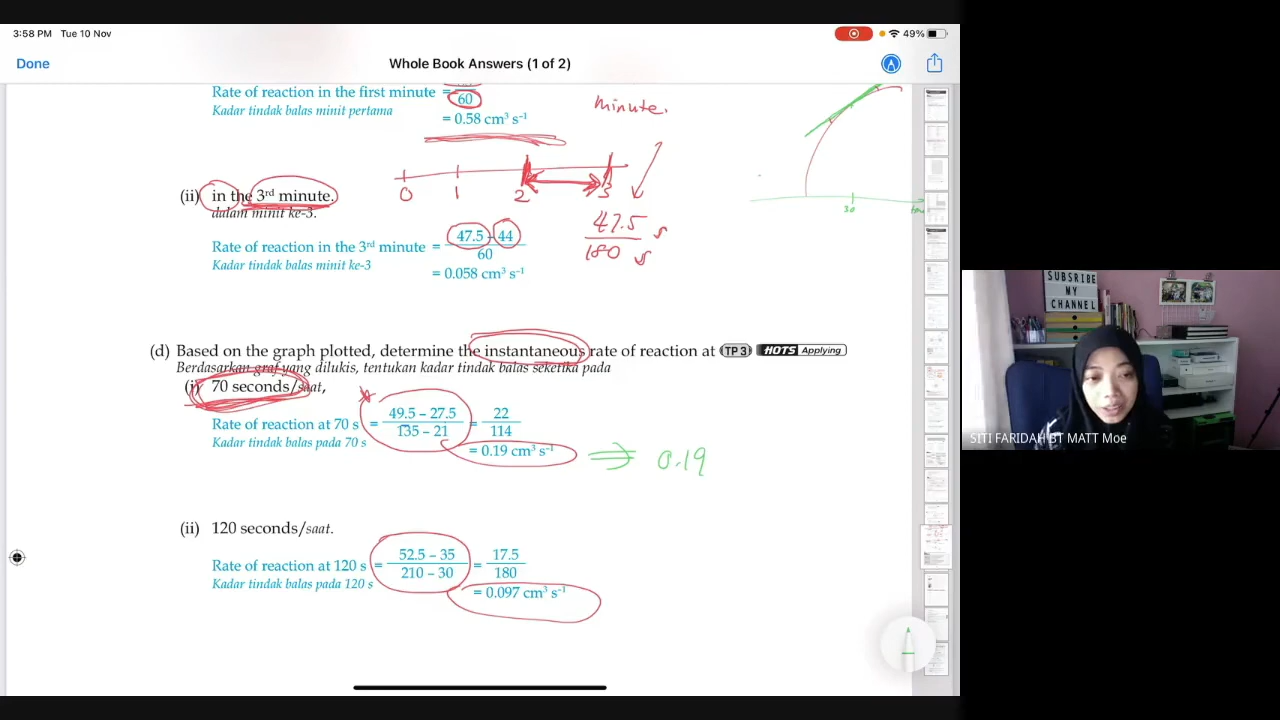 3:58 PM Tue 10 Nov
49%
Done
Whole Book Answers (1 of 2)
Rate of reaction in the first minute =
60
Kadar tindak balas minit pertama
= 0.58 cm³ s⁻¹
minute.
(ii) in the 3rd minute.
dalam minit ke-3.
0 1 2 3
30
Rate of reaction in the 3rd minute = 47.5 – 44
60
Kadar tindak balas minit ke-3
= 0.058 cm³ s⁻¹
47.5
180 s
(d) Based on the graph plotted, determine the instantaneous rate of reaction at TP 3 HOTS Applying
Berdasarkan graf yang dilukis, tentukan kadar tindak balas seketika pada
(i) 70 seconds/saat.
Rate of reaction at 70 s = 49.5 – 27.5 = 22
135 – 21 114
Kadar tindak balas pada 70 s
= 0.19 cm³ s⁻¹ ⇒ 0.19
(ii) 120 seconds/saat.
Rate of reaction at 120 s = 52.5 – 35 = 17.5
210 – 30 180
Kadar tindak balas pada 120 s
= 0.097 cm³ s⁻¹
SUBSRIBE
MY
CHANNEL
SITI FARIDAH BT MATT Moe